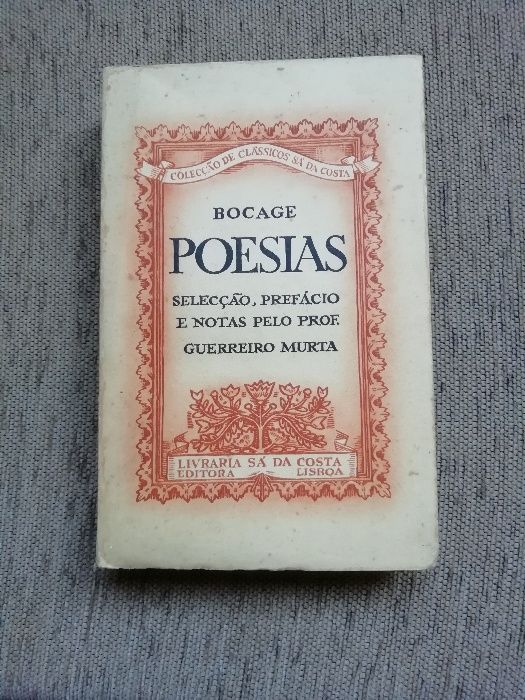 COLECÇÃO DE CLÁSSICOS SÁ DA COSTA
BOCAGE
POESIAS
SELECÇÃO, PREFÁCIO
E NOTAS PELO PROF.
GUERREIRO MURTA
LIVRARIA SÁ DA COSTA
EDITORA LISBOA